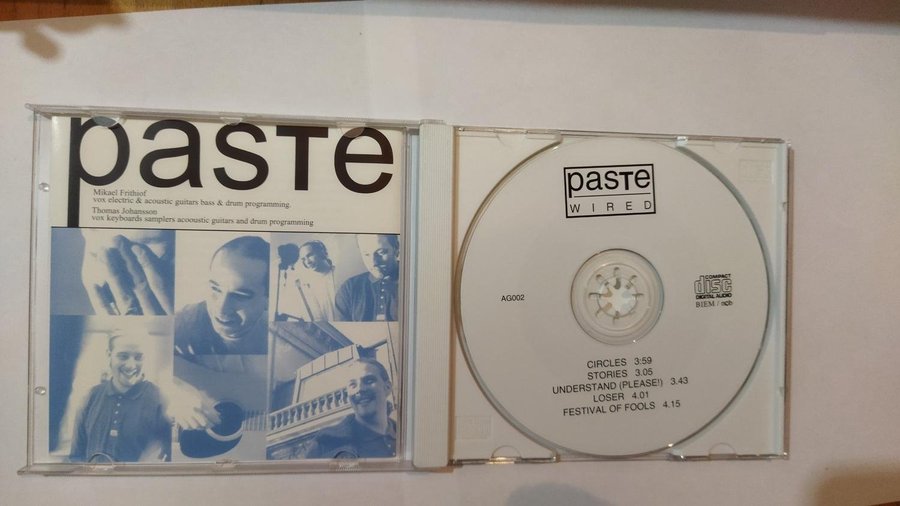 pasTe
Mikael Frithiof
vox electric & acoustic guitars bass & drum programming.
Thomas Johansson
vox keyboards samplers acooustic guitars and drum programming
pasTe
WIRED
AG002
COMPACT
disc
DIGITAL AUDIO
BIEM / ncb
CIRCLES 3:59
STORIES 3.05
UNDERSTAND (PLEASE!) 3.43
LOSER 4.01
FESTIVAL OF FOOLS 4.15